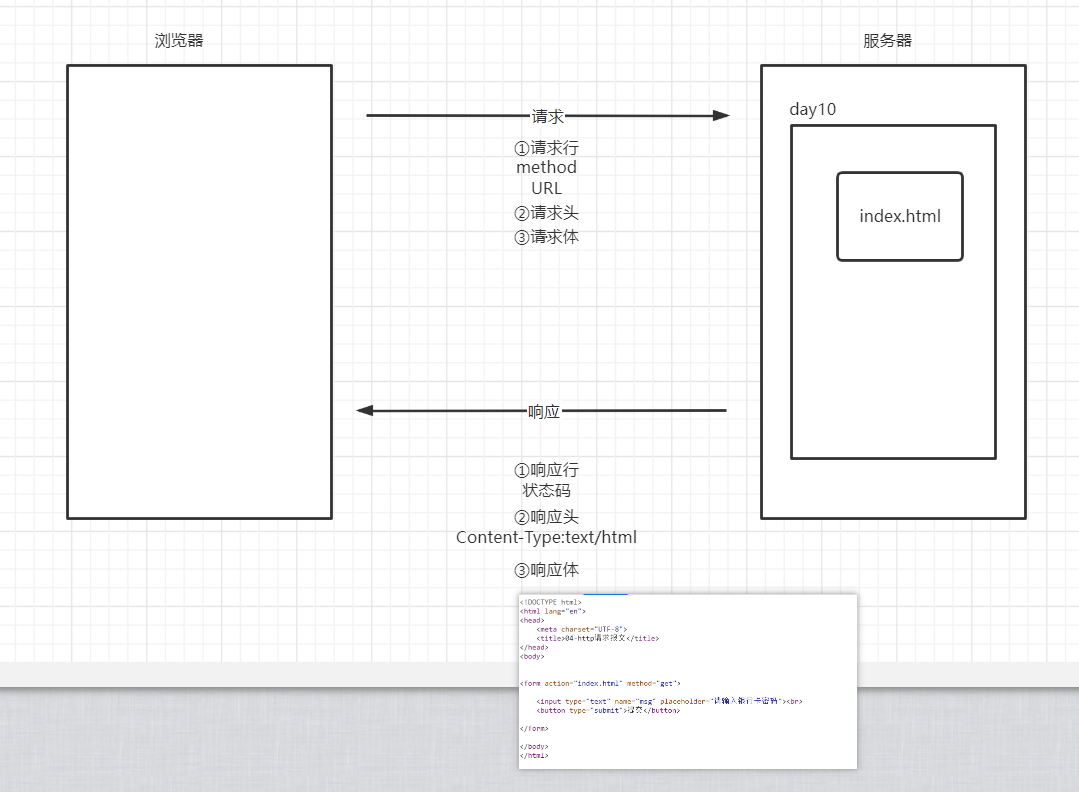 浏览器
服务器
请求
day10
①请求行
method
URL
②请求头
③请求体
index.html
响应
①响应行
状态码
②响应头
Content-Type:text/html
③响应体
<!DOCTYPE html>
<html lang="en">
<head>
<meta charset="UTF-8">
<title>04-http请求报文</title>
</head>
<body>
<form action="index.html" method="get">
<input type="text" name="msg" placeholder="请输入银行卡密码"><br>
<button type="submit">提交</button>
</form>
</body>
</html>